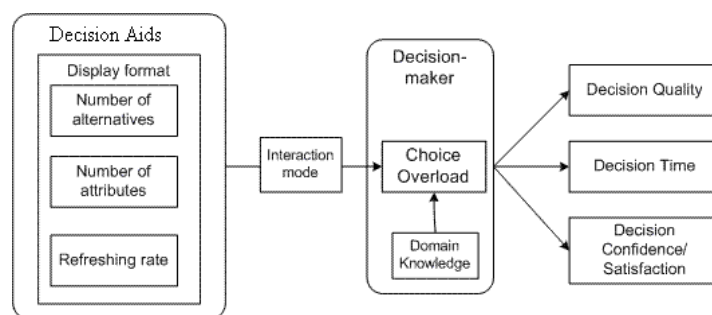 Decision Aids
Display format
Number of
alternatives
Number of
attributes
Refreshing rate
Interaction
mode
Decision-
maker
Choice
Overload
Domain
Knowledge
Decision Quality
Decision Time
Decision
Confidence/
Satisfaction